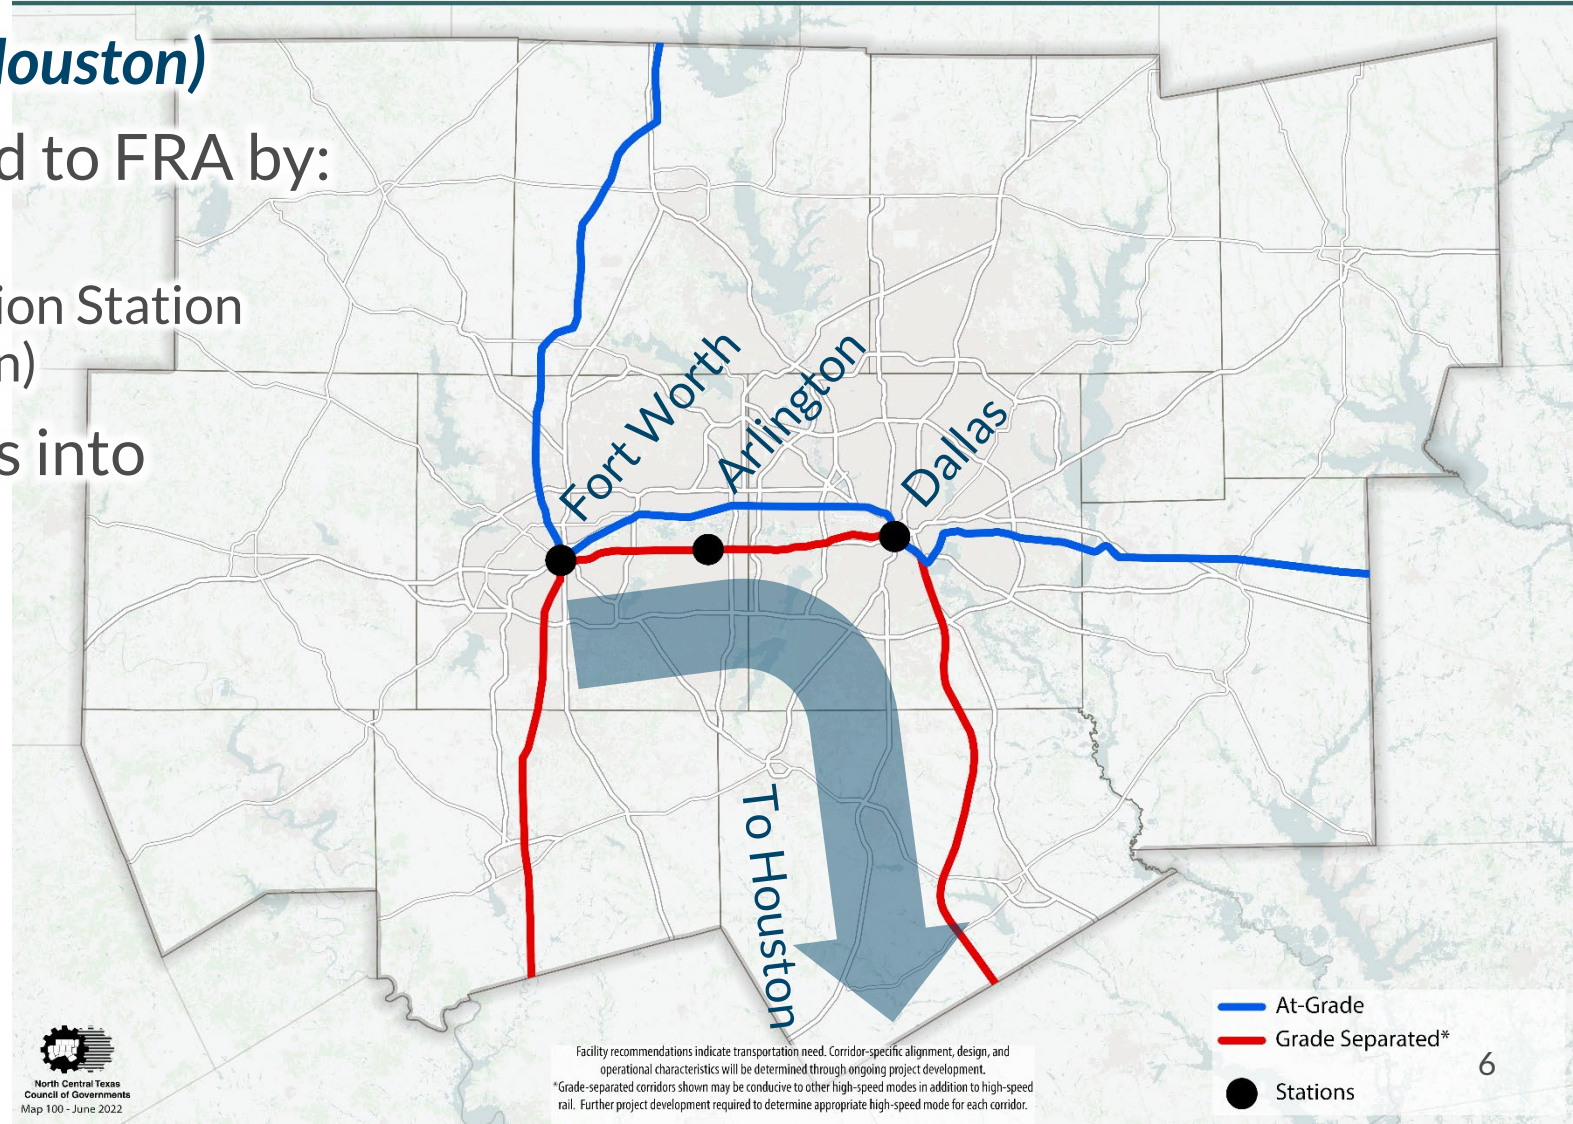 Houston)
d to FRA by:
ion Station
n)
s into
Fort Worth
Arlington
Dallas
To Houston
At-Grade
Grade Separated*
Stations
6
North Central Texas
Council of Governments
Map 100 - June 2022
Facility recommendations indicate transportation need. Corridor-specific alignment, design, and
operational characteristics will be determined through ongoing project development.
*Grade-separated corridors shown may be conducive to other high-speed modes in addition to high-speed
rail. Further project development required to determine appropriate high-speed mode for each corridor.